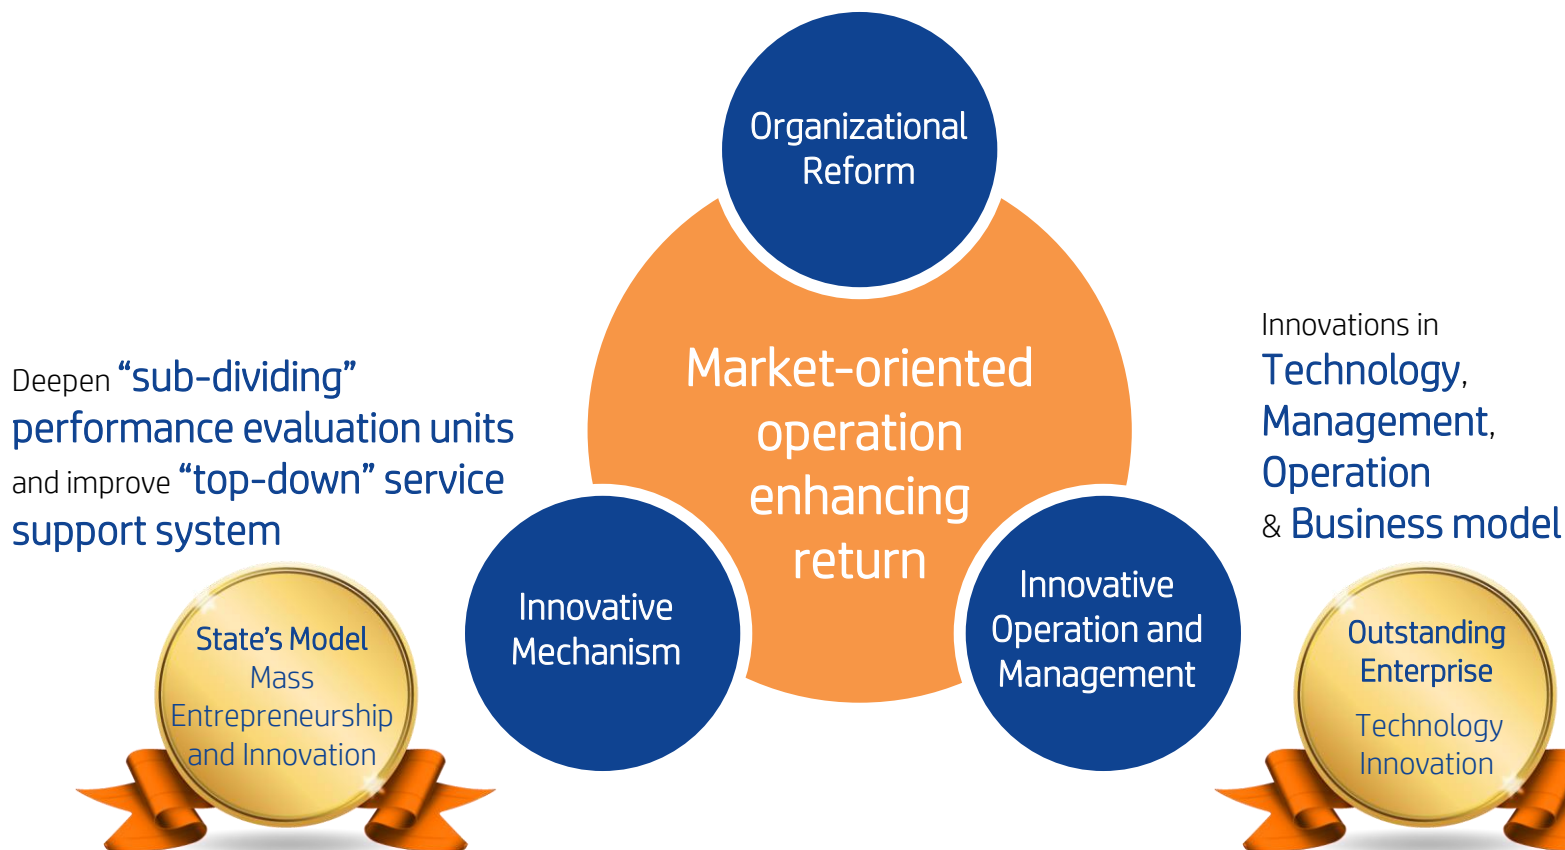 Organizational
Reform
Market-oriented
operation
enhancing
return
Deepen “sub-dividing”
performance evaluation units
and improve “top-down” service
support system
Innovations in
Technology,
Management,
Operation
& Business model
Innovative
Mechanism
Innovative
Operation and
Management
State’s Model
Mass
Entrepreneurship
and Innovation
Outstanding
Enterprise
Technology
Innovation